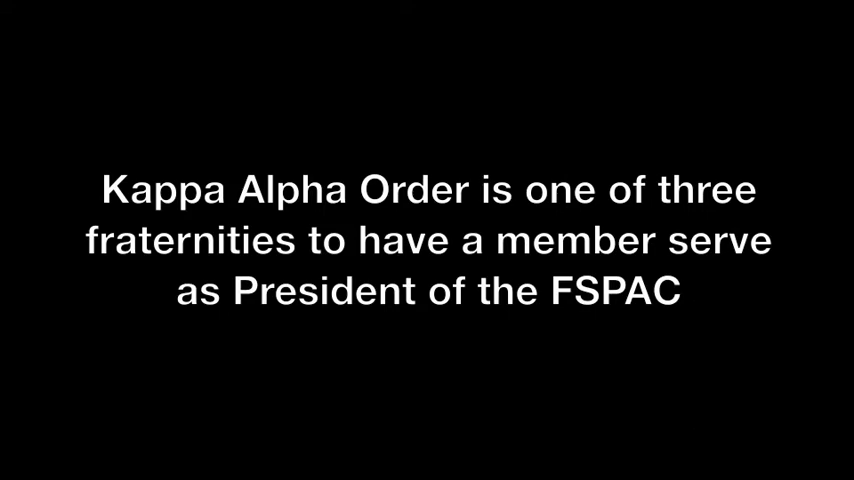 Kappa Alpha Order is one of three
fraternities to have a member serve
as President of the FSPAC